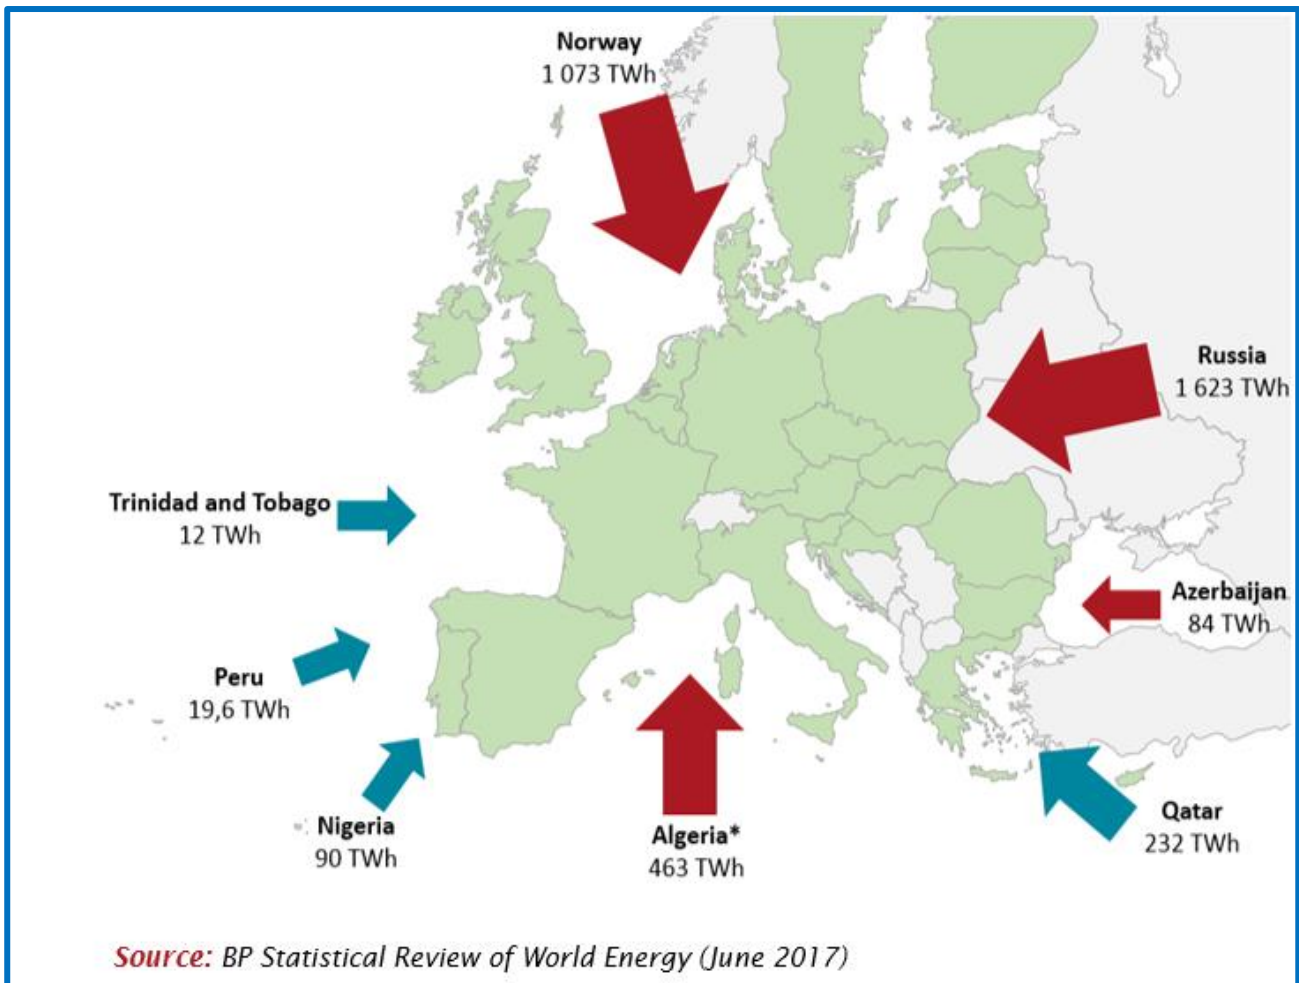 Norway
1 073 TWh
Russia
1 623 TWh
Trinidad and Tobago
12 TWh
Azerbaijan
84 TWh
Peru
19,6 TWh
Nigeria
90 TWh
Algeria*
463 TWh
Qatar
232 TWh
Source: BP Statistical Review of World Energy (June 2017)